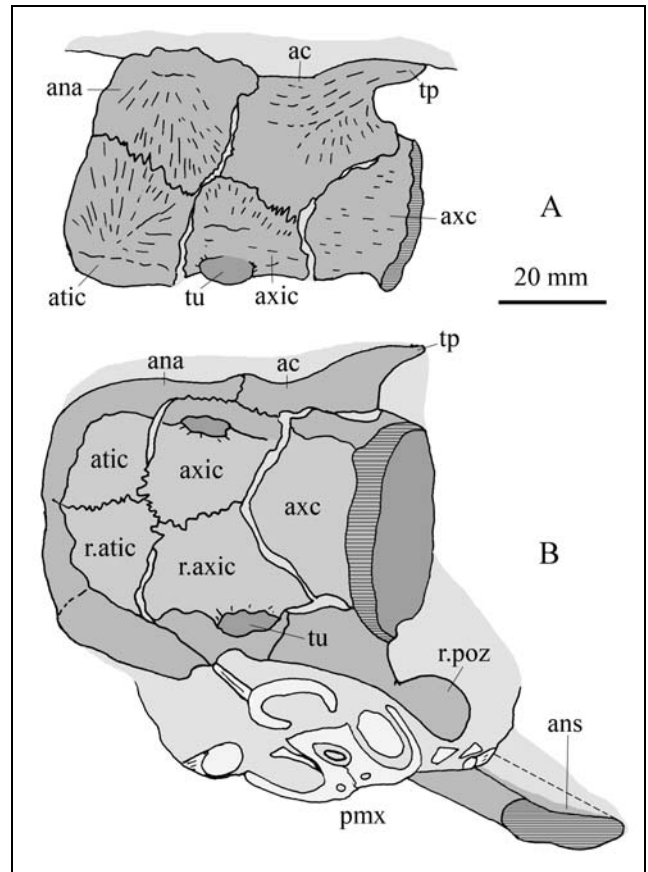 ac
ana
tp
A
axc
20 mm
atic
tu
axic
tp
ana
ac
atic
axic
axc
r.atic
r.axic
B
tu
r.poz
ans
pmx